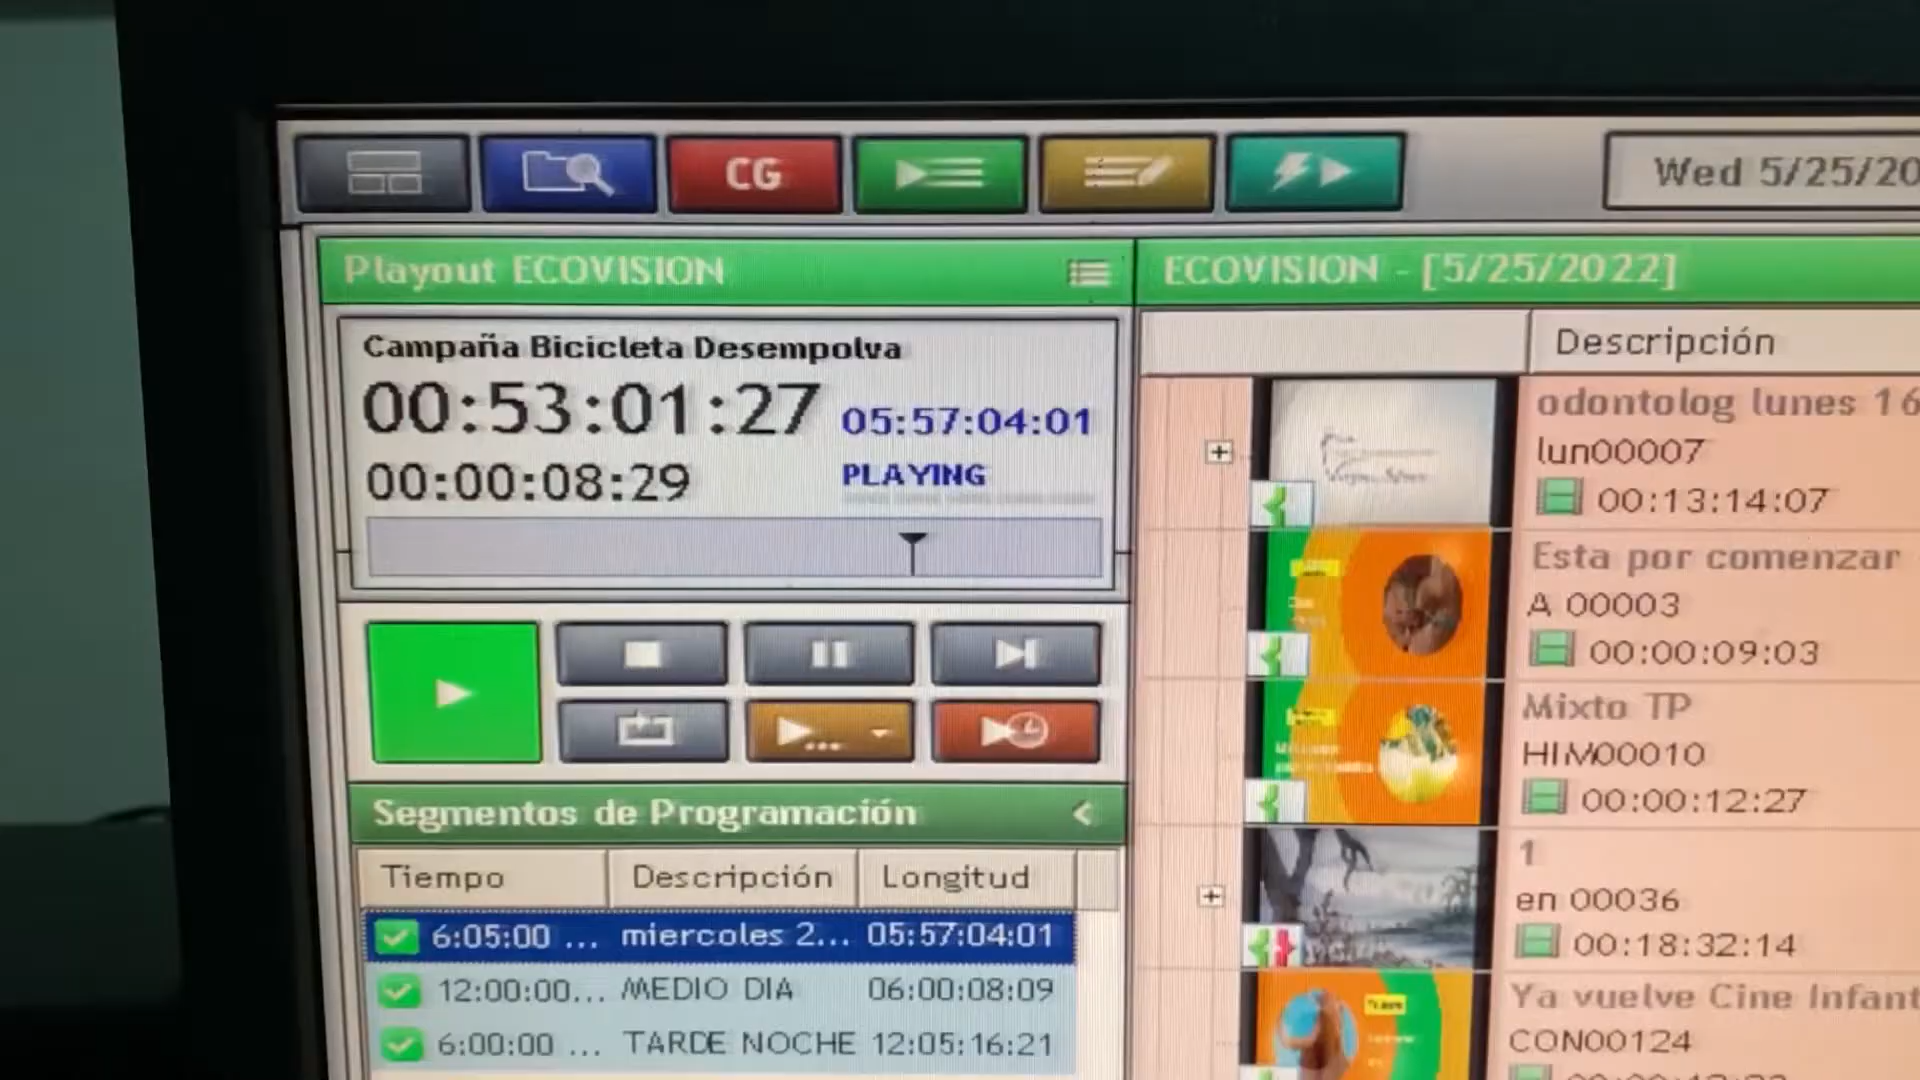 CG
Wed 5/25/20
Playout ECOVISION
ECOVISION - [5/25/2022]
Campaña Bicicleta Desempolva
00:53:01:27
05:57:04:01
00:00:08:29
PLAYING
Descripción
odontolog lunes 16
lun00007
00:13:14:07
Esta por comenzar
A 00003
00:00:09:03
Mixto TP
HIM00010
00:00:12:27
1
en 00036
00:18:32:14
Ya vuelve Cine Infant
CON00124
Segmentos de Programación
Tiempo Descripción Longitud
6:05:00 ... miercoles 2... 05:57:04:01
12:00:00... MEDIO DIA 06:00:08:09
6:00:00 ... TARDE NOCHE 12:05:16:21